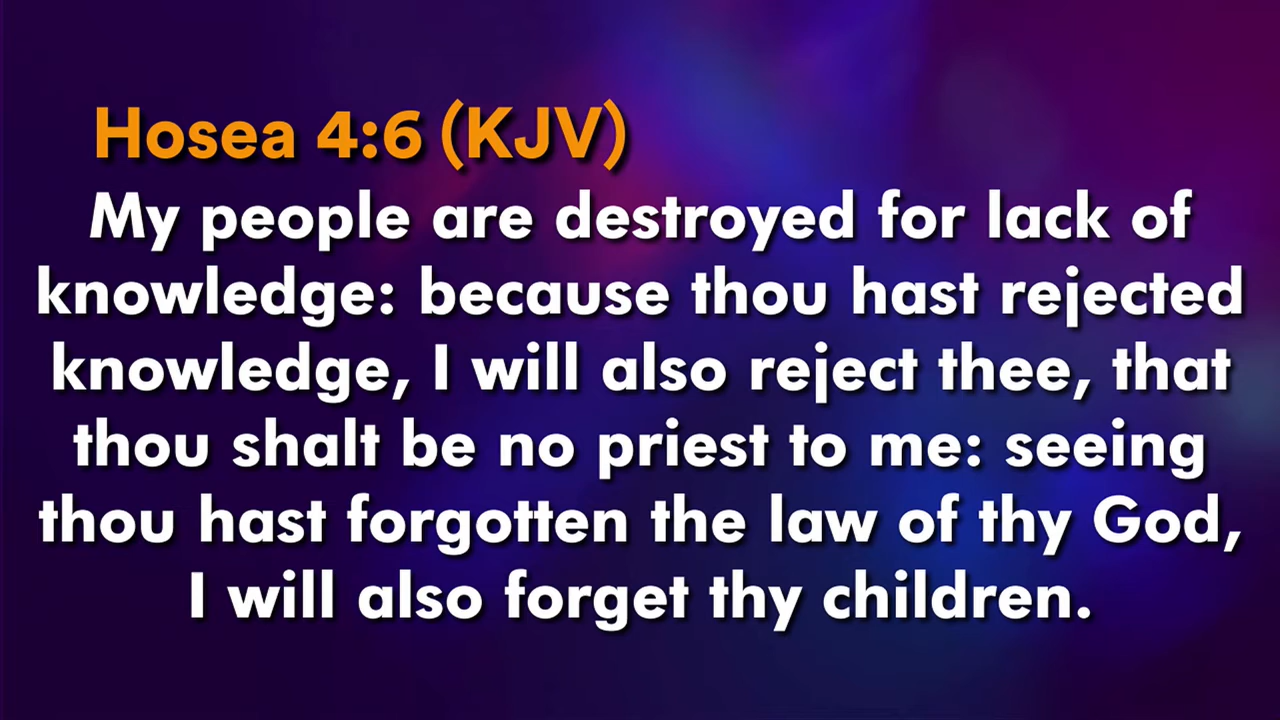 Hosea 4:6 (KJV)
My people are destroyed for lack of
knowledge: because thou hast rejected
knowledge, I will also reject thee, that
thou shalt be no priest to me: seeing
thou hast forgotten the law of thy God,
I will also forget thy children.